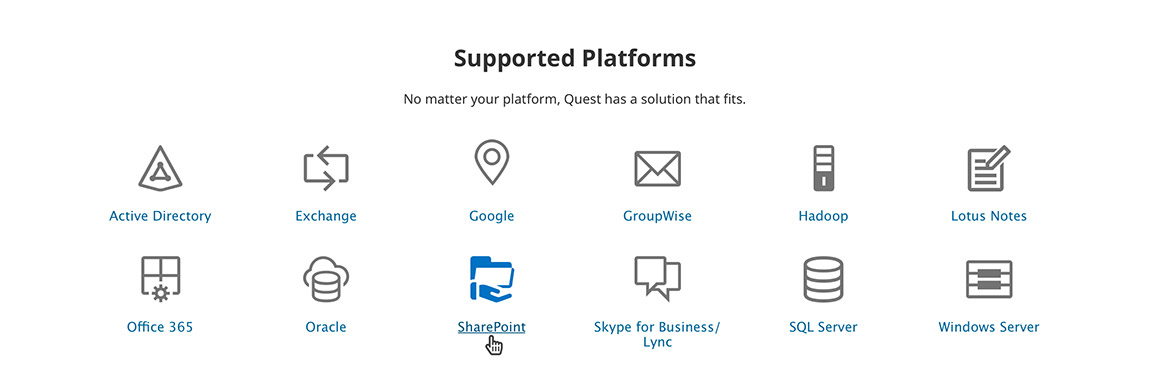 Supported Platforms
No matter your platform, Quest has a solution that fits.
Active Directory
Exchange
Google
GroupWise
Hadoop
Lotus Notes
Office 365
Oracle
SharePoint
Skype for Business/
Lync
SQL Server
Windows Server